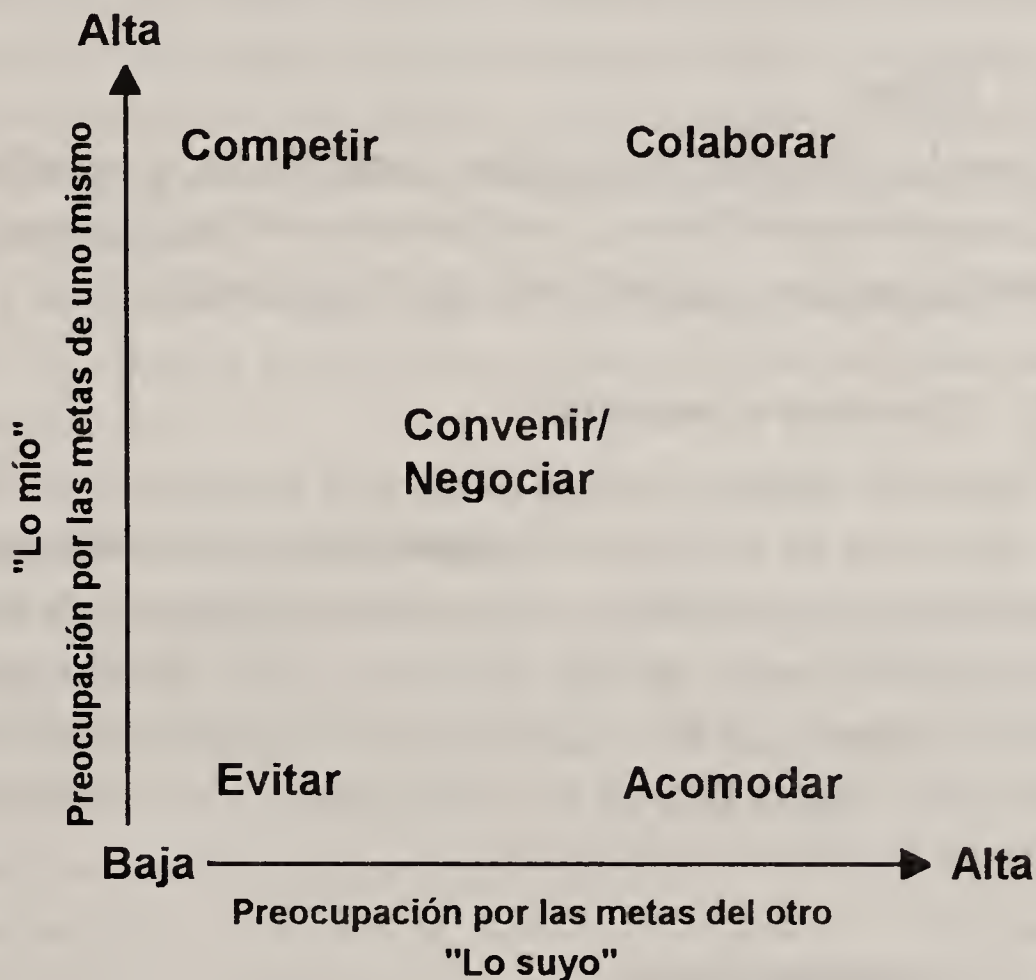 Alta
Competir
Colaborar
"Lo mío"
Preocupación por las metas de uno mismo
Convenir/
Negociar
Evitar
Acomodar
Baja
Alta
Preocupación por las metas del otro
"Lo suyo"